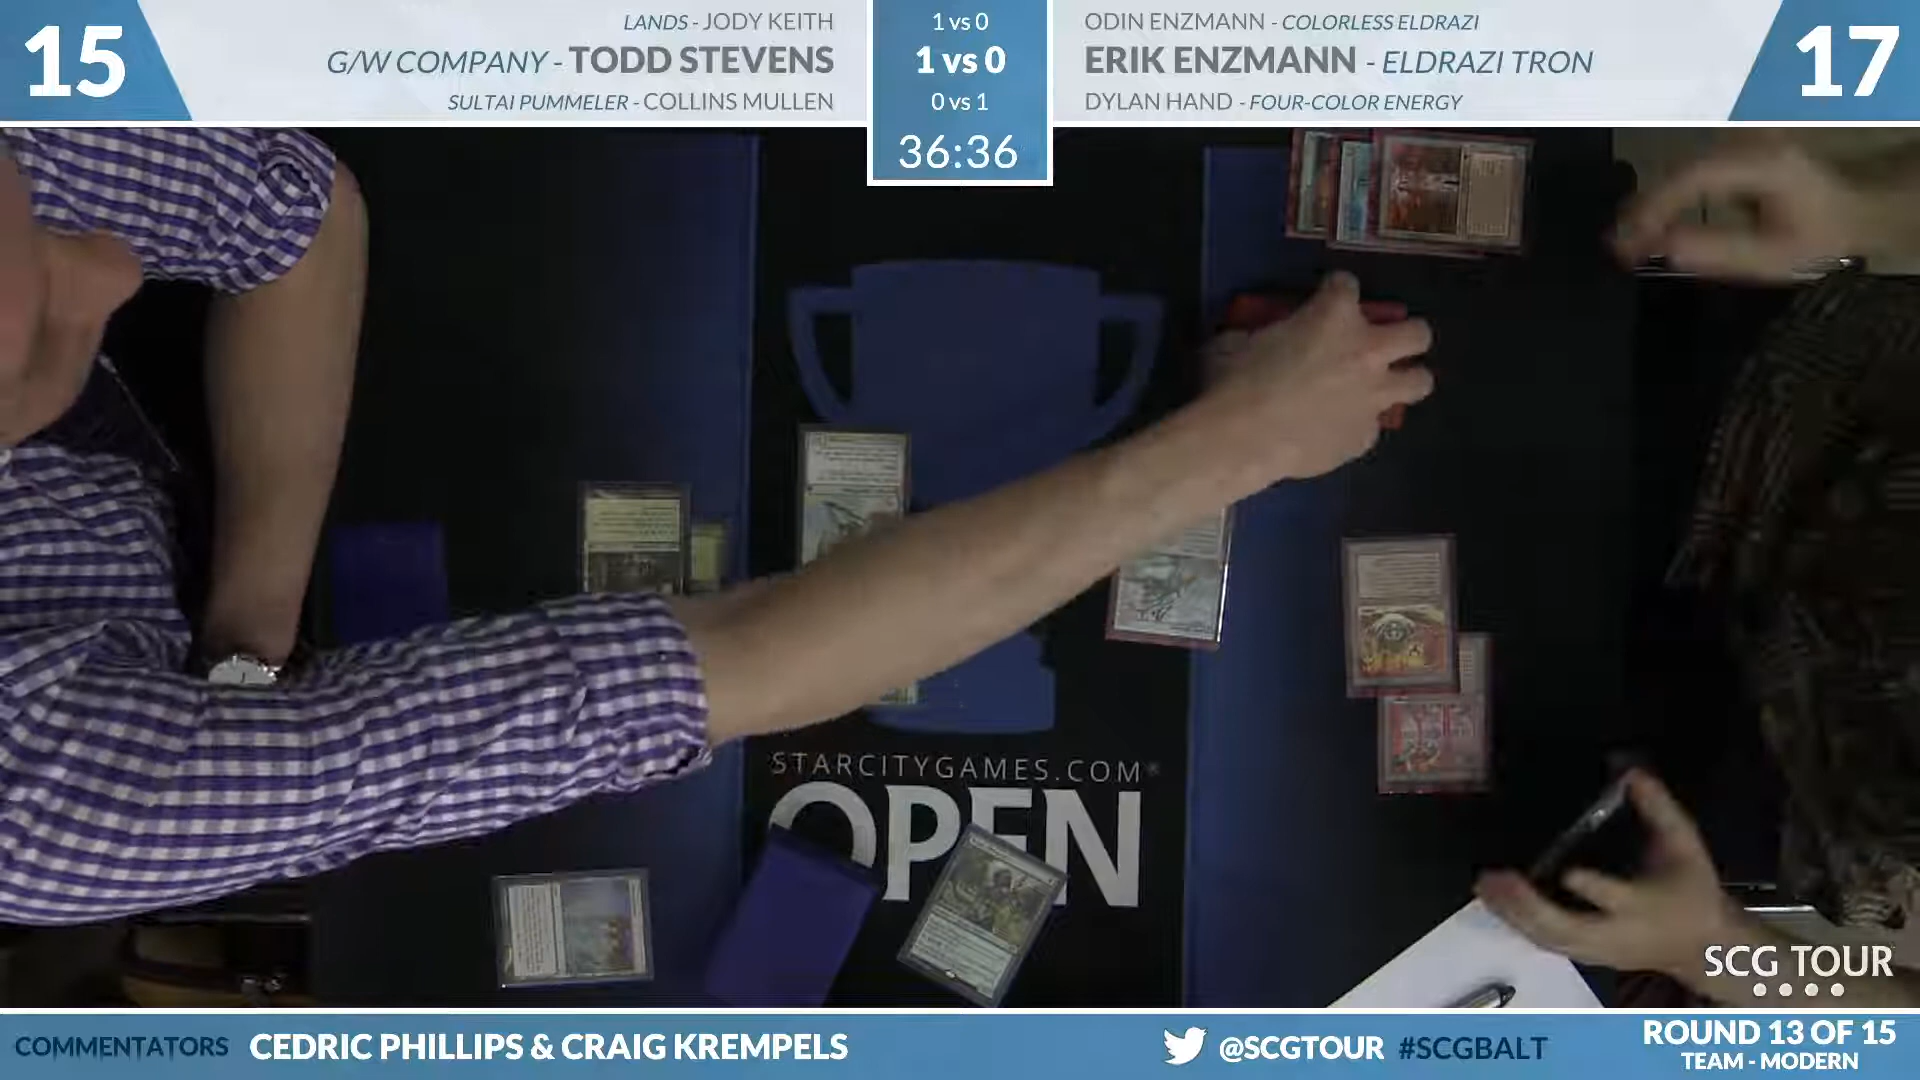 15
LANDS - JODY KEITH
G/W COMPANY - TODD STEVENS
SULTAI PUMMELER - COLLINS MULLEN
1 vs 0
1 vs 0
0 vs 1
36:36
ODIN ENZMANN - COLORLESS ELDRAZI
ERIK ENZMANN - ELDRAZI TRON
DYLAN HAND - FOUR-COLOR ENERGY
17
STARCITYGAMES.COM®
OPEN
SCG TOUR
COMMENTATORS CEDRIC PHILLIPS & CRAIG KREMPELS
@SCGTOUR #SCGBALT
ROUND 13 OF 15
TEAM - MODERN